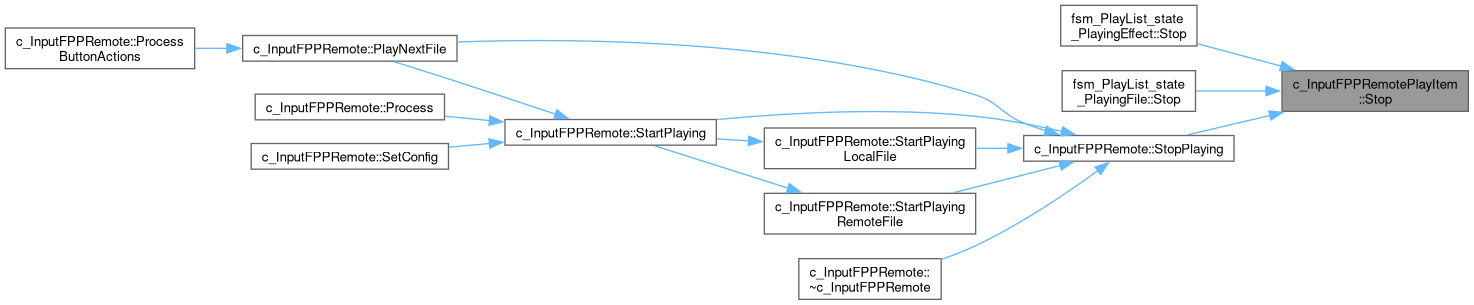 c_InputFPPRemote::Process
ButtonActions
c_InputFPPRemote::PlayNextFile
c_InputFPPRemote::Process
c_InputFPPRemote::SetConfig
c_InputFPPRemote::StartPlaying
c_InputFPPRemote::StartPlaying
LocalFile
c_InputFPPRemote::StartPlaying
RemoteFile
c_InputFPPRemote::
~c_InputFPPRemote
fsm_PlayList_state
_PlayingEffect::Stop
fsm_PlayList_state
_PlayingFile::Stop
c_InputFPPRemote::StopPlaying
c_InputFPPRemotePlayItem
::Stop